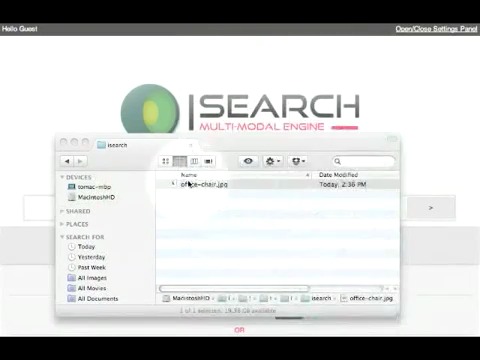 Hello Guest
Open/Close Settings Panel
|SEARCH
MULTI-MODAL ENGINE
isearch
Name
Date Modified
office-chair.jpg
Today, 2:36 PM
DEVICES
tomac-mbp
MacintoshHD
SHARED
PLACES
SEARCH FOR
Today
Yesterday
Past Week
All Images
All Movies
All Documents
MacintoshHD
isearch
office-chair.jpg
1 of 1 selected, 19.36 GB available
>
OR